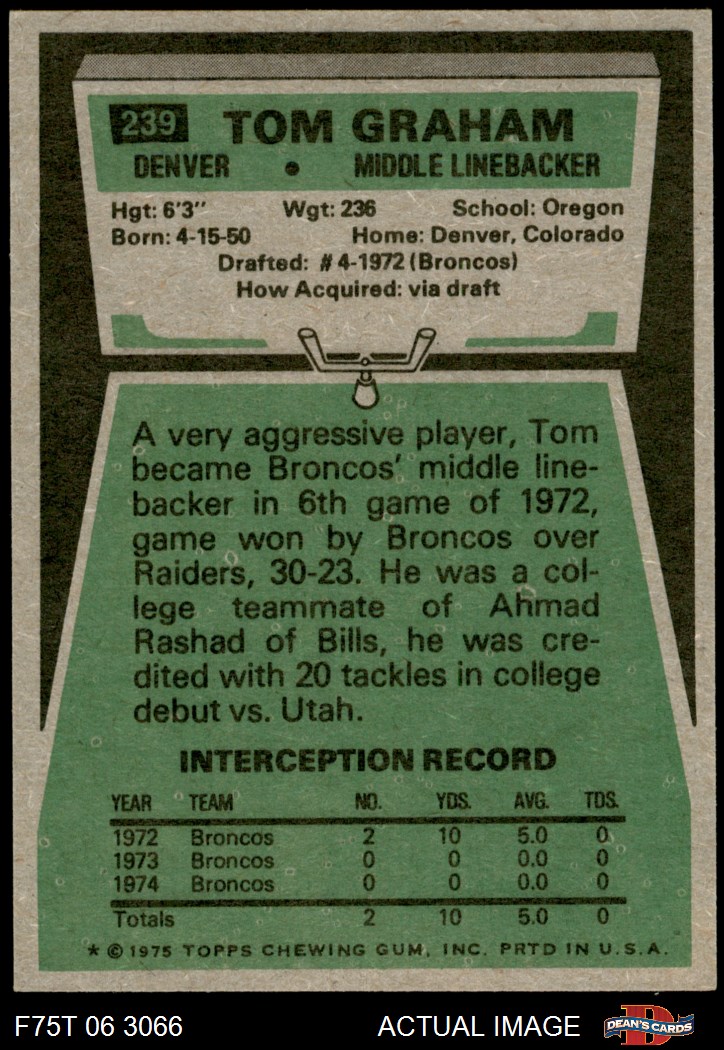 239 TOM GRAHAM
DENVER • MIDDLE LINEBACKER
Hgt: 6'3" Wgt: 236 School: Oregon
Born: 4-15-50 Home: Denver, Colorado
Drafted: #4-1972 (Broncos)
How Acquired: via draft
A very aggressive player, Tom
became Broncos' middle line-
backer in 6th game of 1972,
game won by Broncos over
Raiders, 30-23. He was a col-
lege teammate of Ahmad
Rashad of Bills, he was cre-
dited with 20 tackles in college
debut vs. Utah.
INTERCEPTION RECORD
YEAR TEAM NO. YDS. AVG. TDS.
1972 Broncos 2 10 5.0 0
1973 Broncos 0 0 0.0 0
1974 Broncos 0 0 0.0 0
Totals 2 10 5.0 0
* © 1975 TOPPS CHEWING GUM, INC. PRTD IN U.S.A.
F75T 06 3066 ACTUAL IMAGE D DEAN'S CARDS